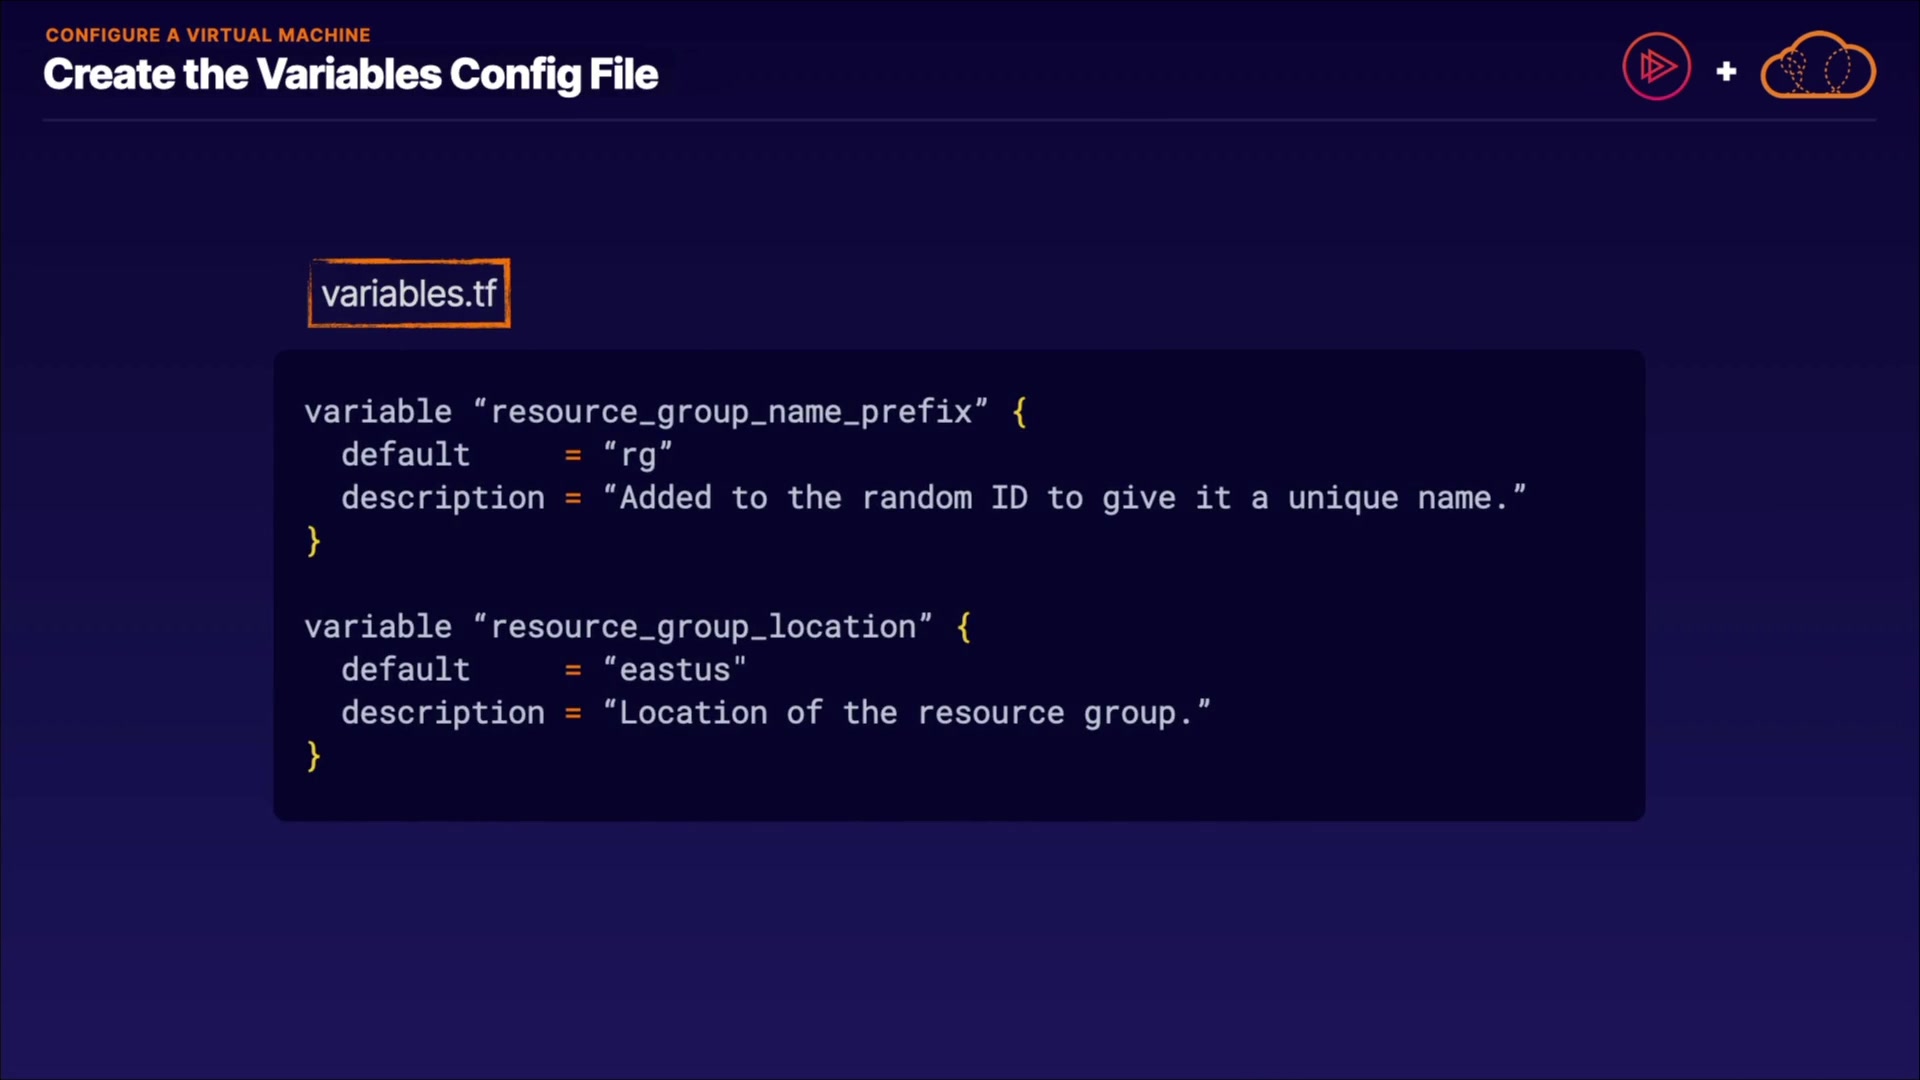 CONFIGURE A VIRTUAL MACHINE
Create the Variables Config File
+
variables.tf
variable “resource_group_name_prefix” {
  default     = “rg”
  description = “Added to the random ID to give it a unique name.”
}
variable “resource_group_location” {
  default     = “eastus"
  description = “Location of the resource group.”
}